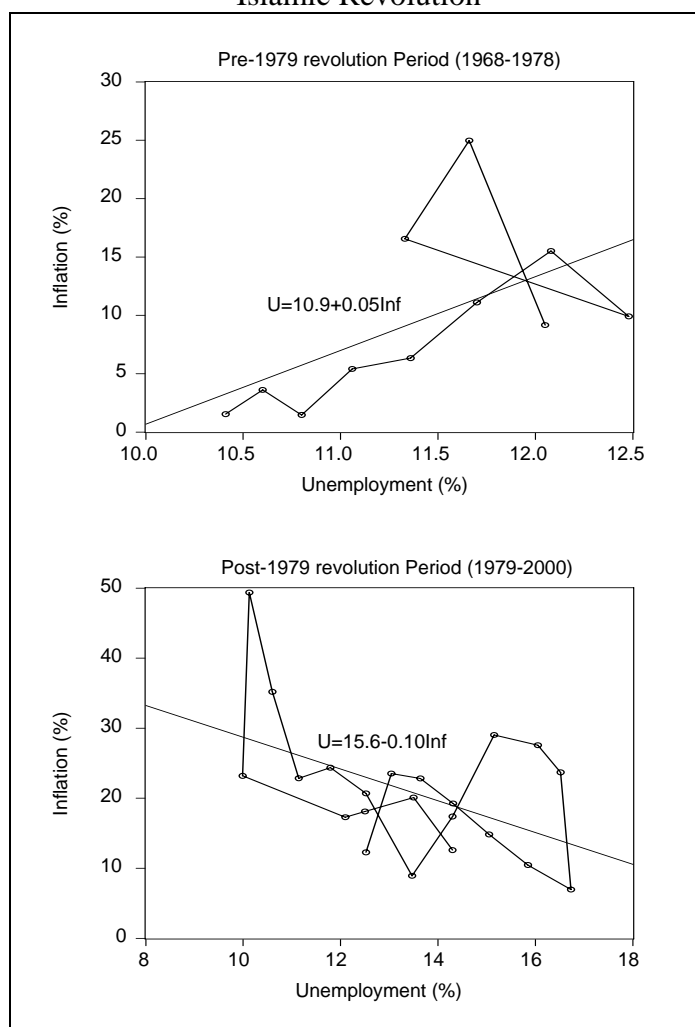 Islamic Revolution
Pre-1979 revolution Period (1968-1978)
30
25
20
15
10
5
0
Inflation (%)
U=10.9+0.05Inf
10.0 10.5 11.0 11.5 12.0 12.5
Unemployment (%)
Post-1979 revolution Period (1979-2000)
50
40
30
20
10
0
Inflation (%)
U=15.6-0.10Inf
8 10 12 14 16 18
Unemployment (%)